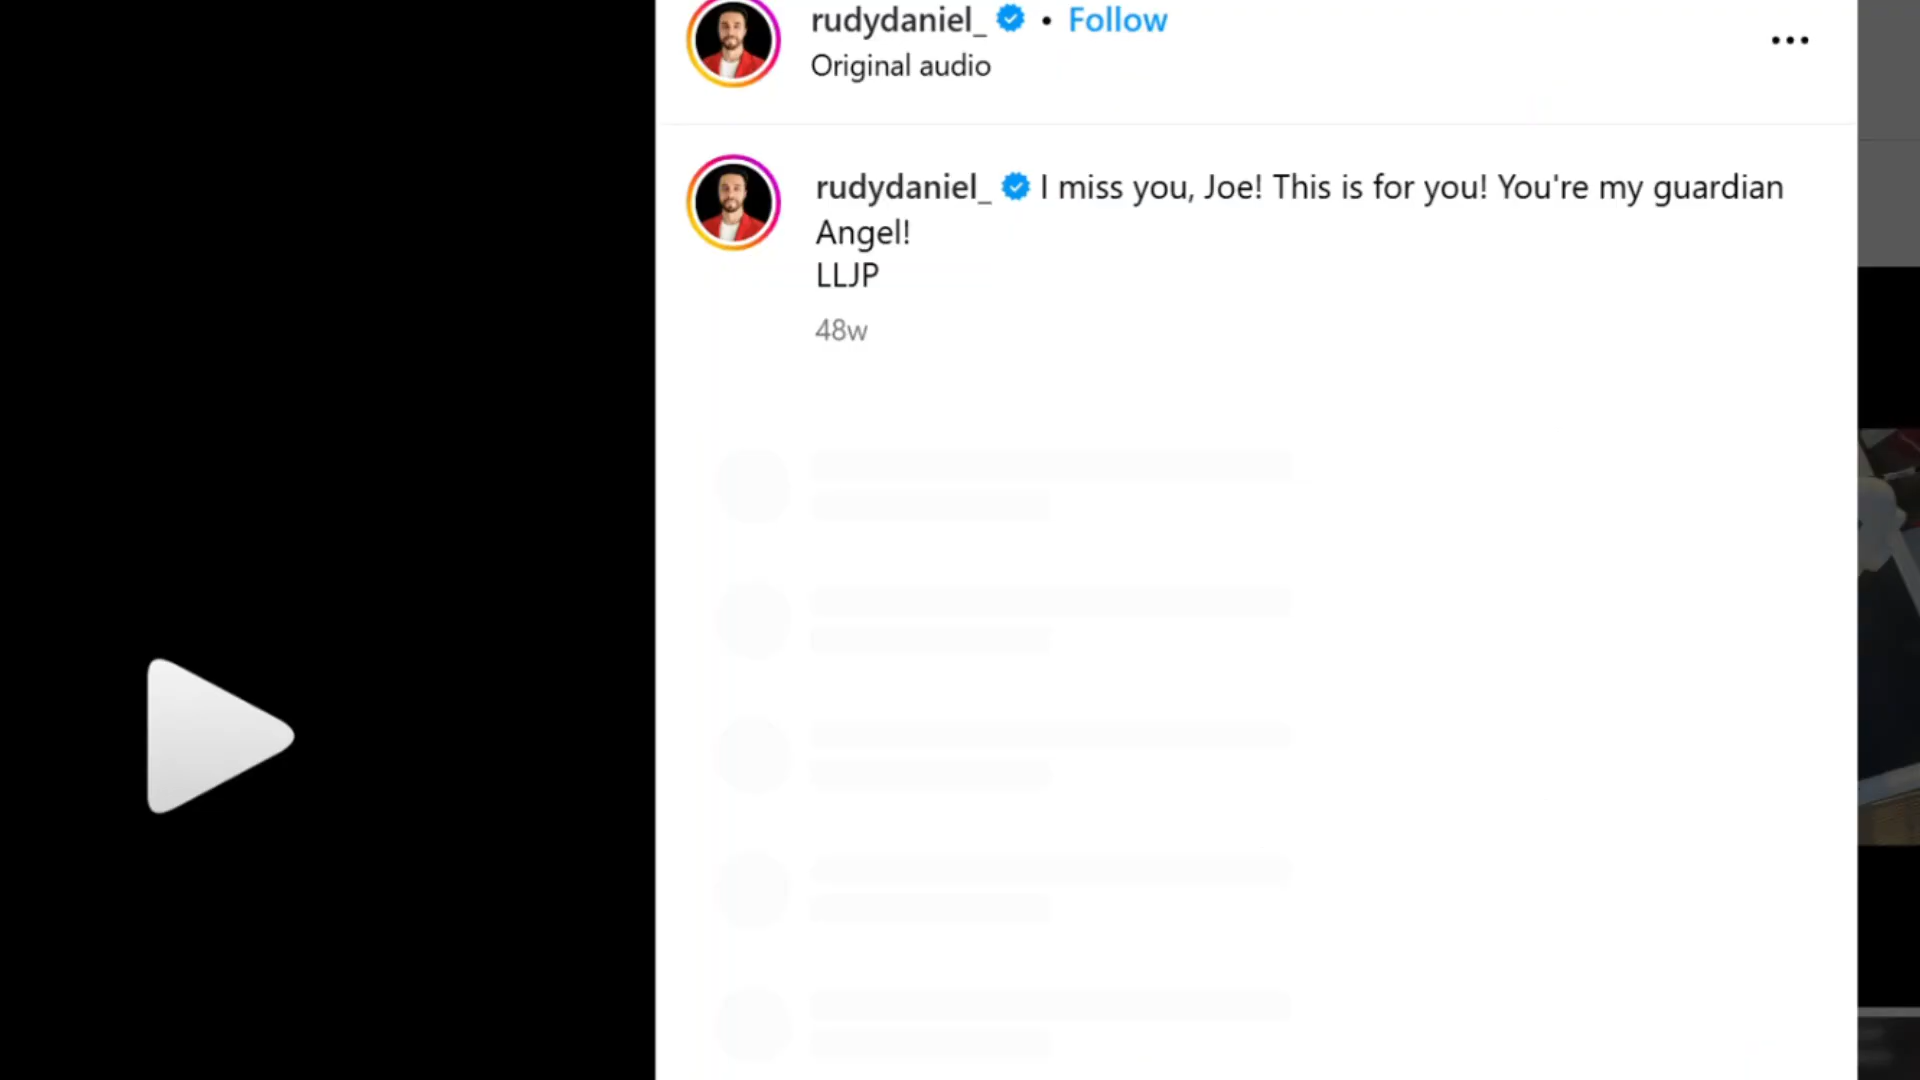 rudydaniel_ • Follow
Original audio
rudydaniel_ I miss you, Joe! This is for you! You're my guardian
Angel!
LLJP
48w